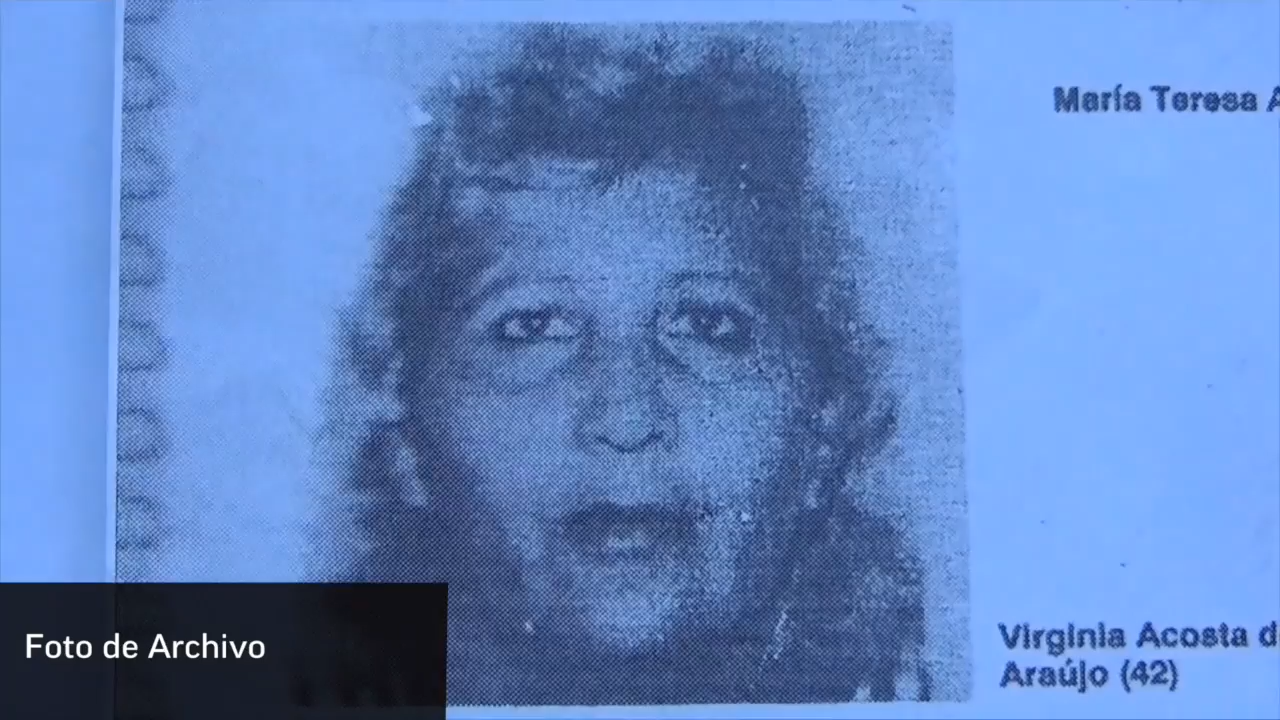 María Teresa A
Virginia Acosta d
Araújo (42)
Foto de Archivo